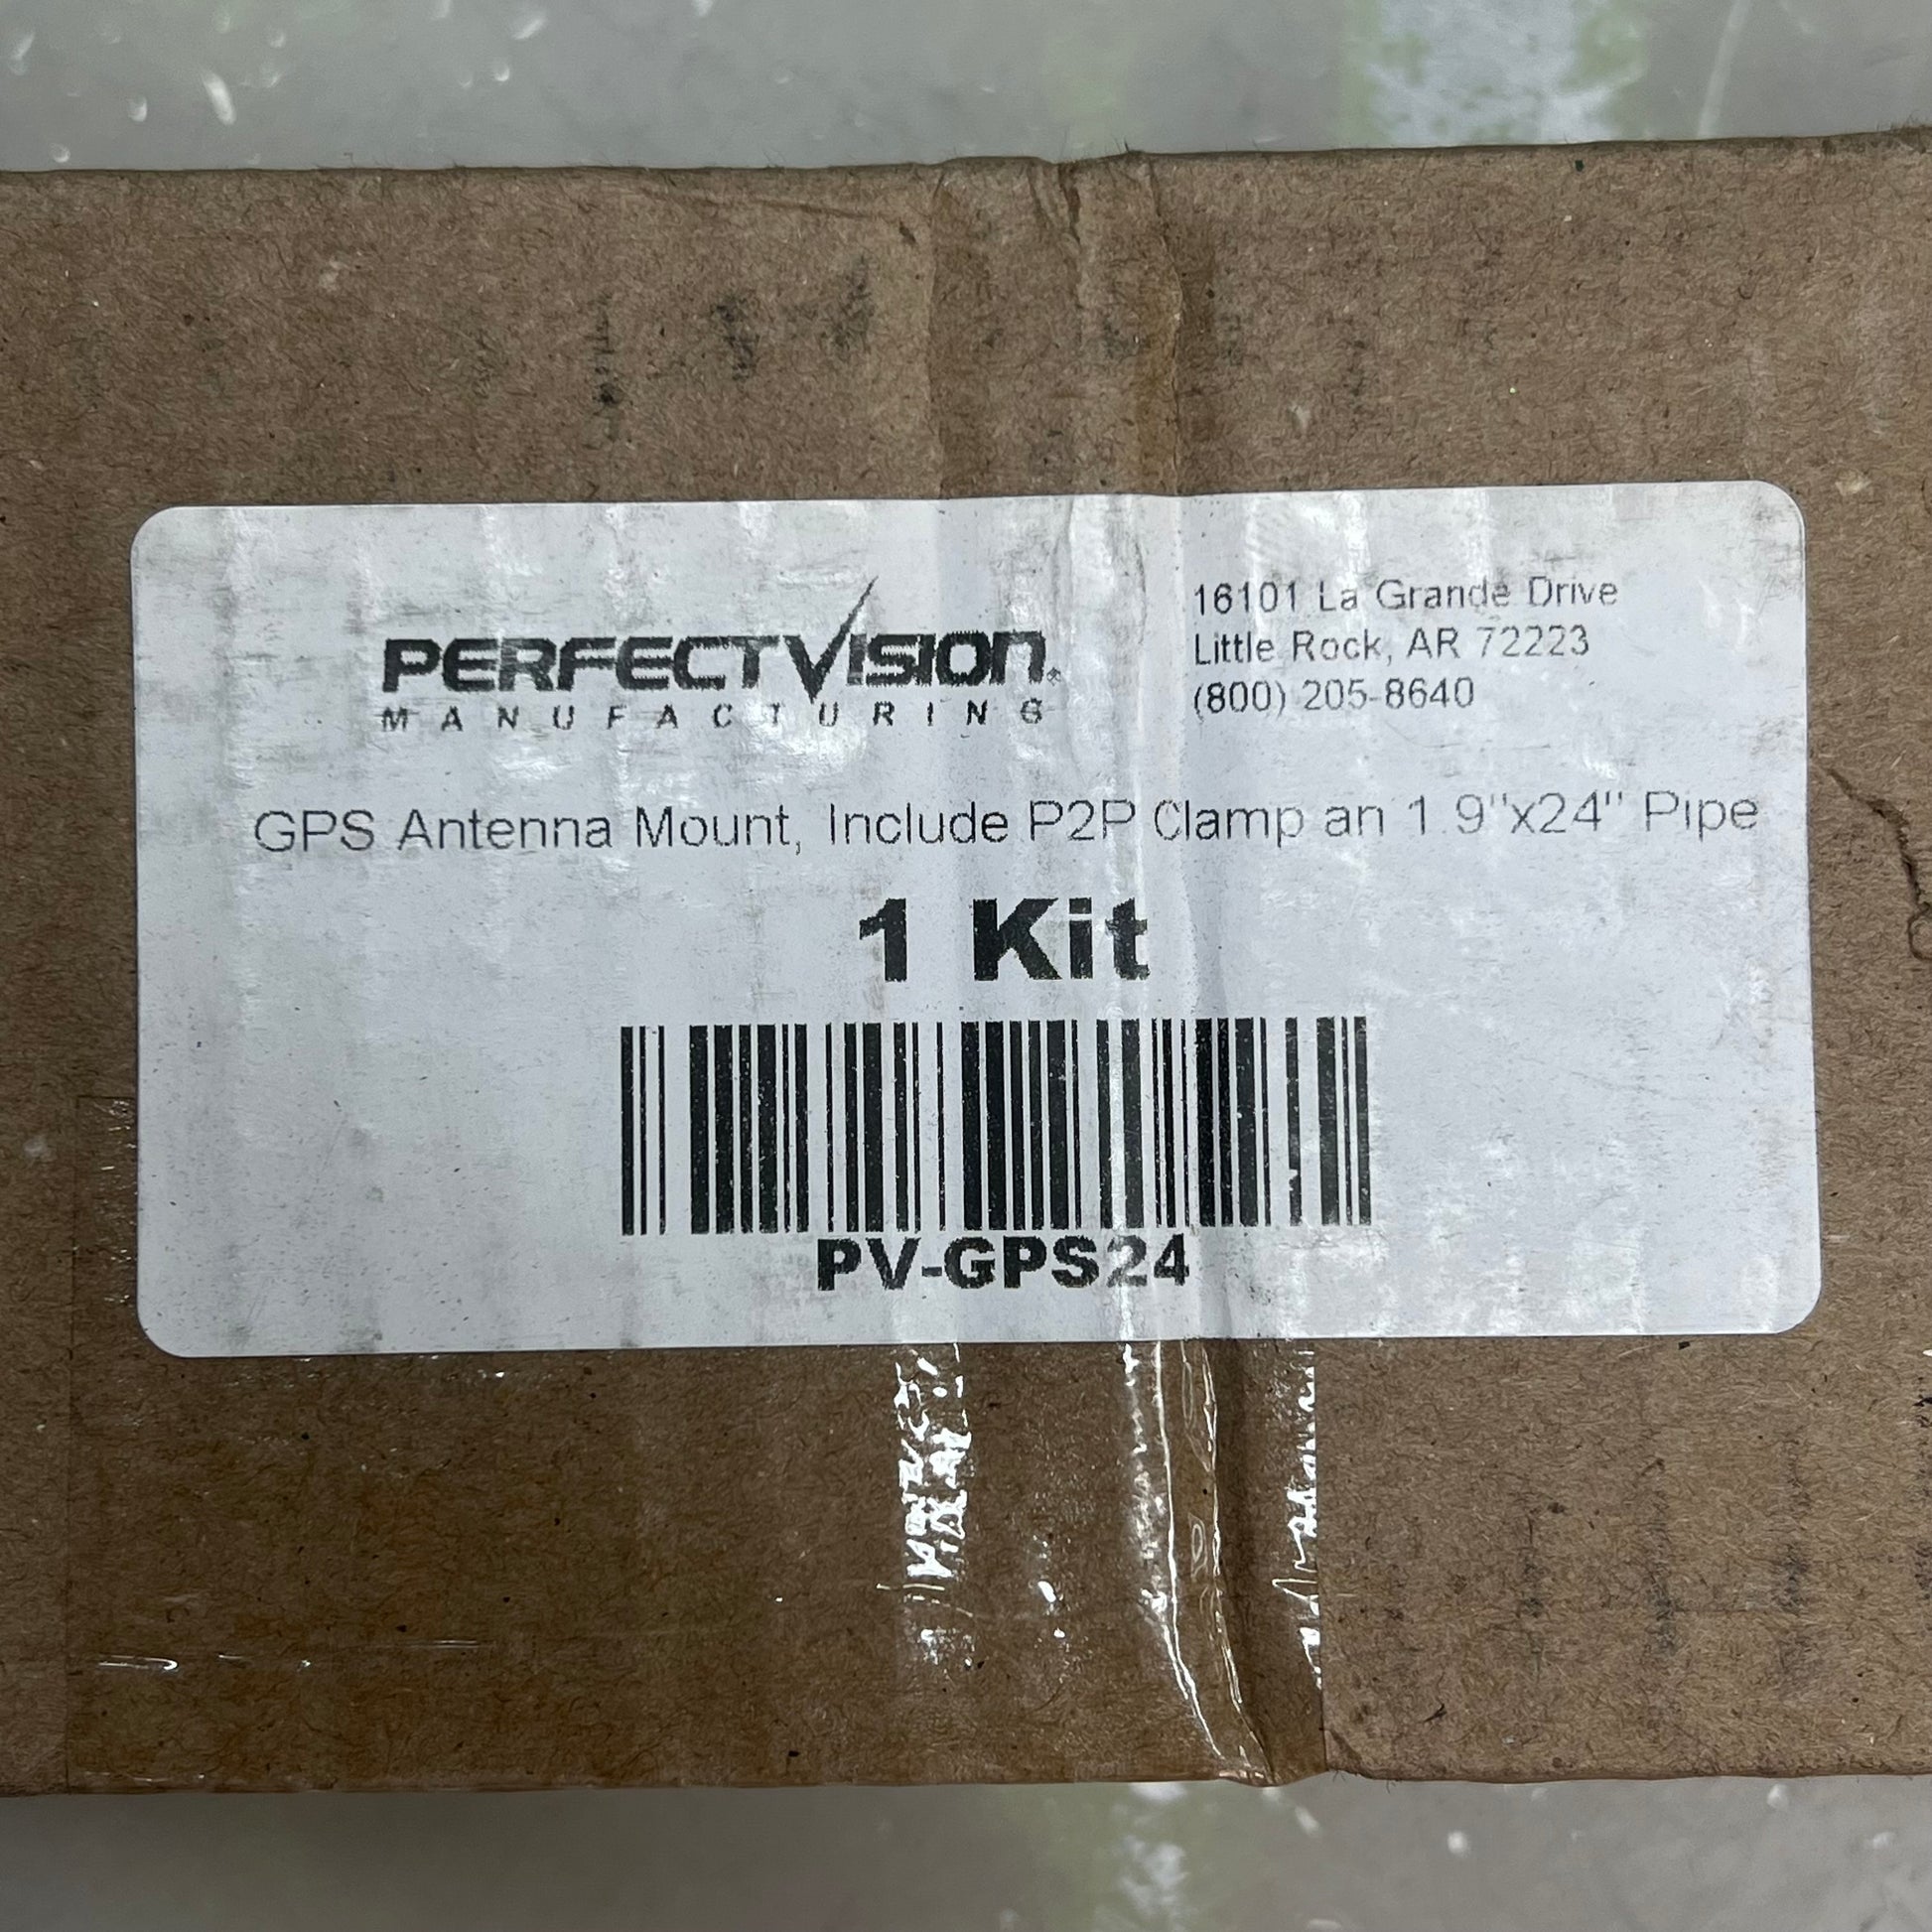 PERFECTVISION®
MANUFACTURING
16101 La Grande Drive
Little Rock, AR 72223
(800) 205-8640
GPS Antenna Mount, Include P2P Clamp an 1.9"x24" Pipe
1 Kit
PV-GPS24